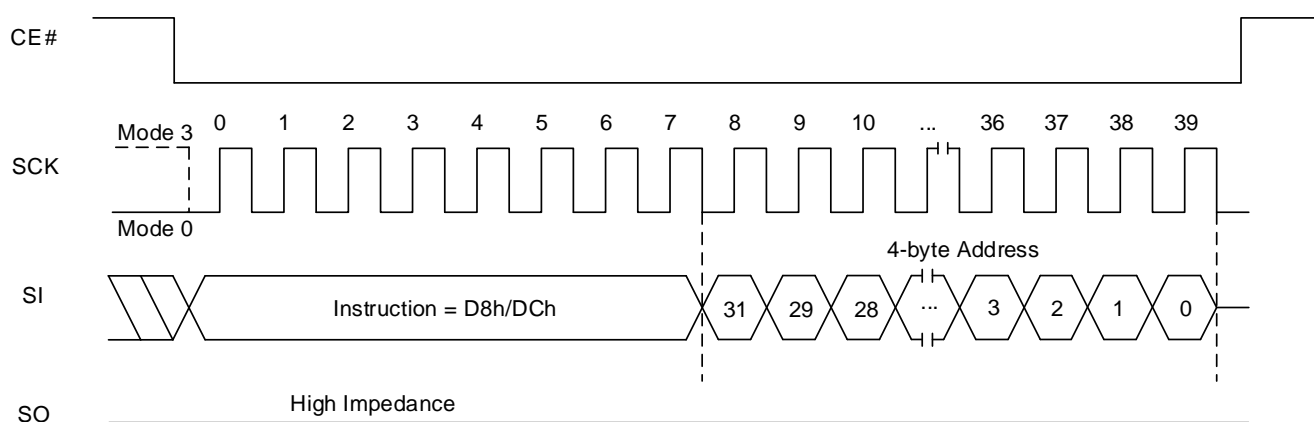 CE#
Mode 3
0 1 2 3 4 5 6 7 8 9 10 ... 36 37 38 39
SCK
Mode 0
4-byte Address
SI
Instruction = D8h/DCh
31 29 28 ... 3 2 1 0
High Impedance
SO